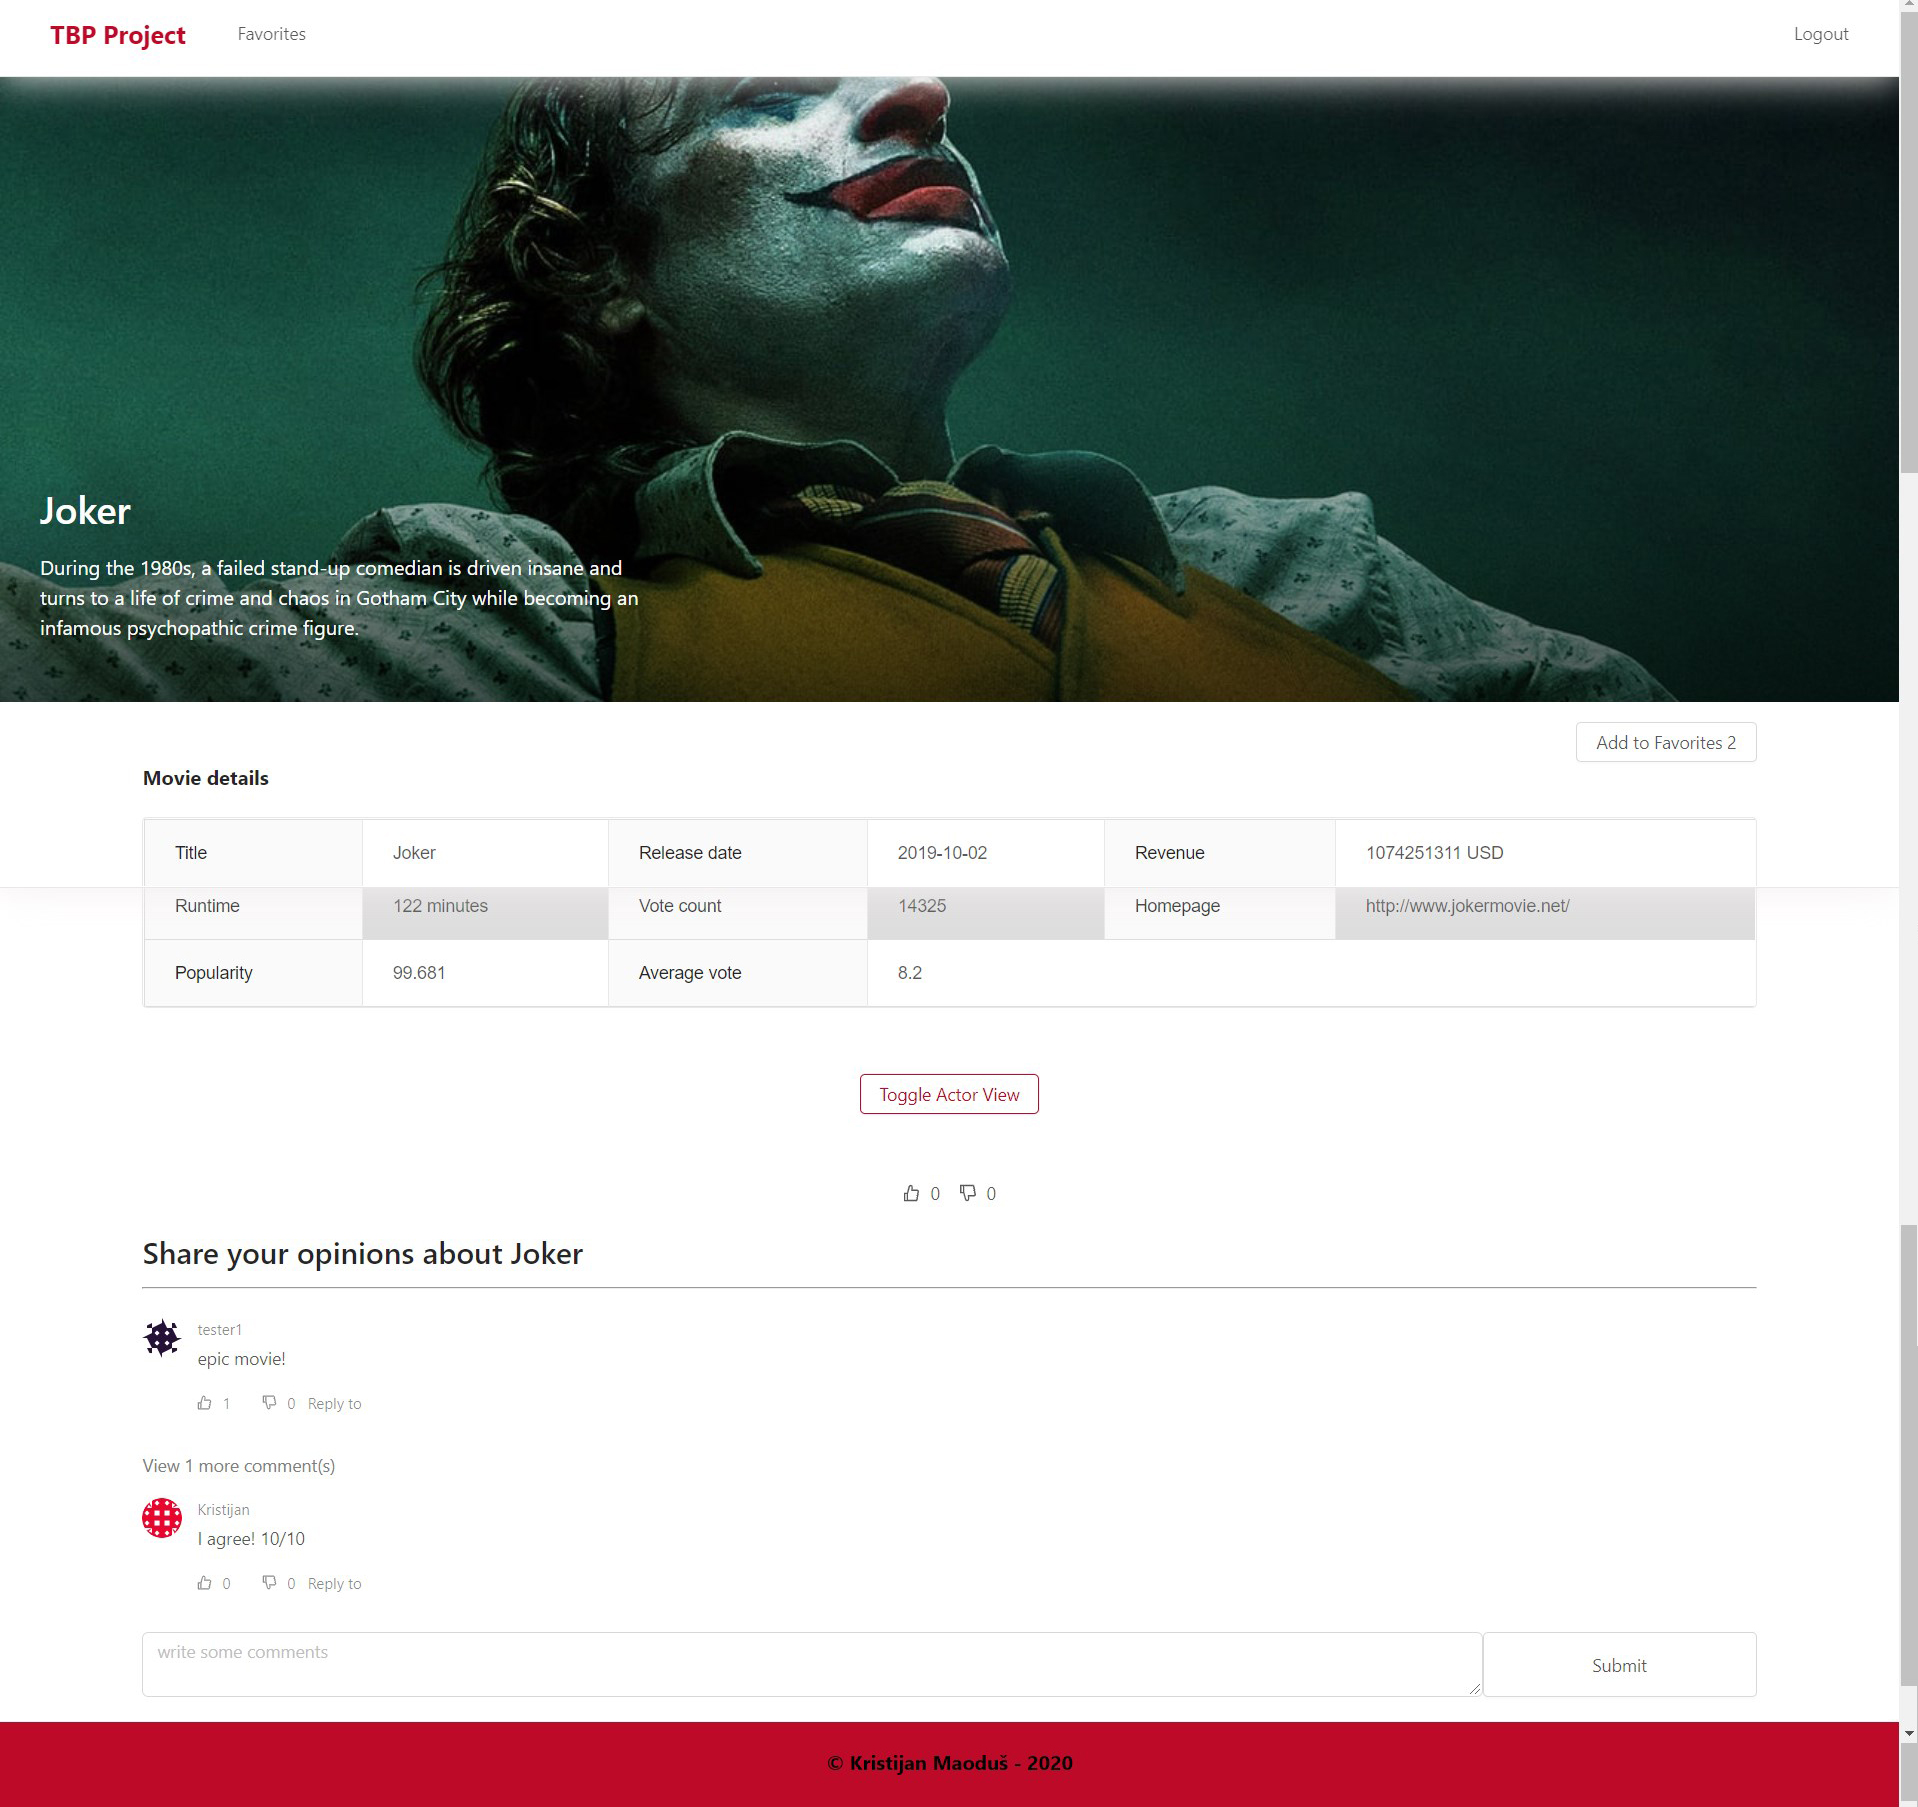 TBP Project Favorites Logout
Joker
During the 1980s, a failed stand-up comedian is driven insane and
turns to a life of crime and chaos in Gotham City while becoming an
infamous psychopathic crime figure.
Add to Favorites 2
Movie details
Title Joker Release date 2019-10-02 Revenue 1074251311 USD
Runtime 122 minutes Vote count 14325 Homepage http://www.jokermovie.net/
Popularity 99.681 Average vote 8.2
Toggle Actor View
0 0
Share your opinions about Joker
tester1
epic movie!
1 0 Reply to
View 1 more comment(s)
Kristijan
I agree! 10/10
0 0 Reply to
write some comments
Submit
© Kristijan Maoduš - 2020